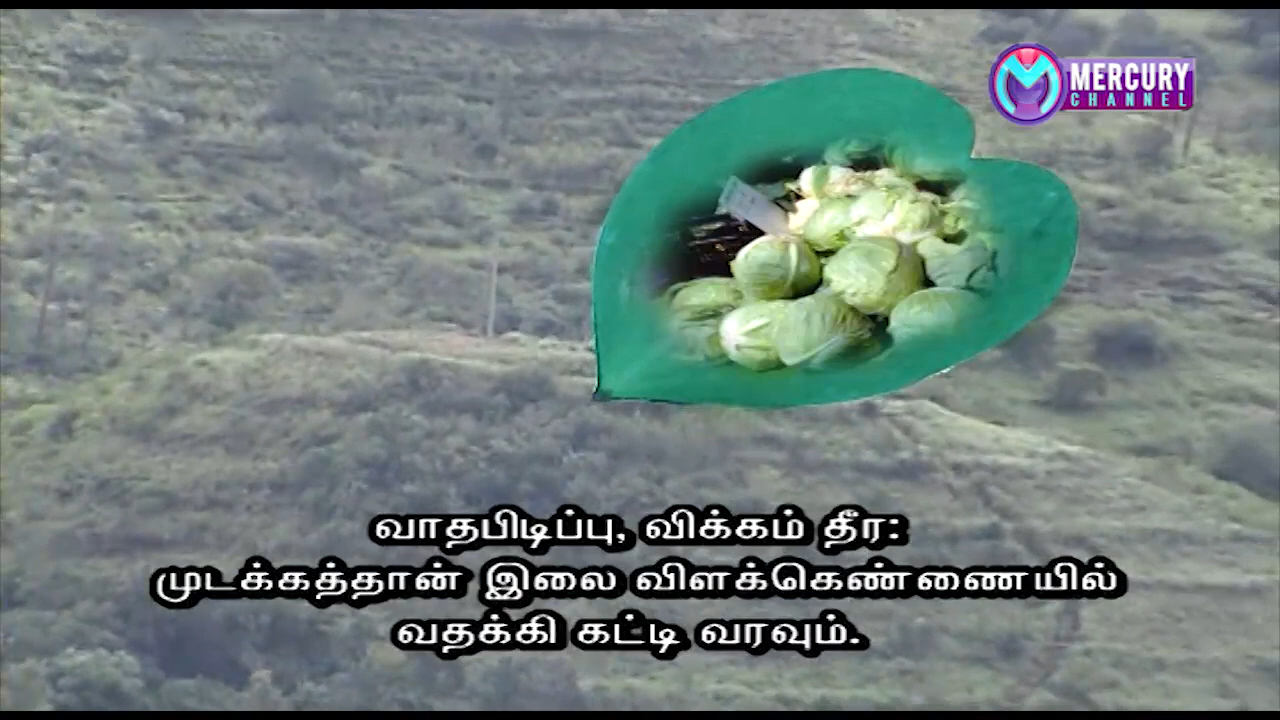 MERCURY
CHANNEL
வாதபிடிப்பு, விக்கம் தீர:
முடக்கத்தான் இலை விளக்கெண்ணையில்
வதக்கி கட்டி வரவும்.